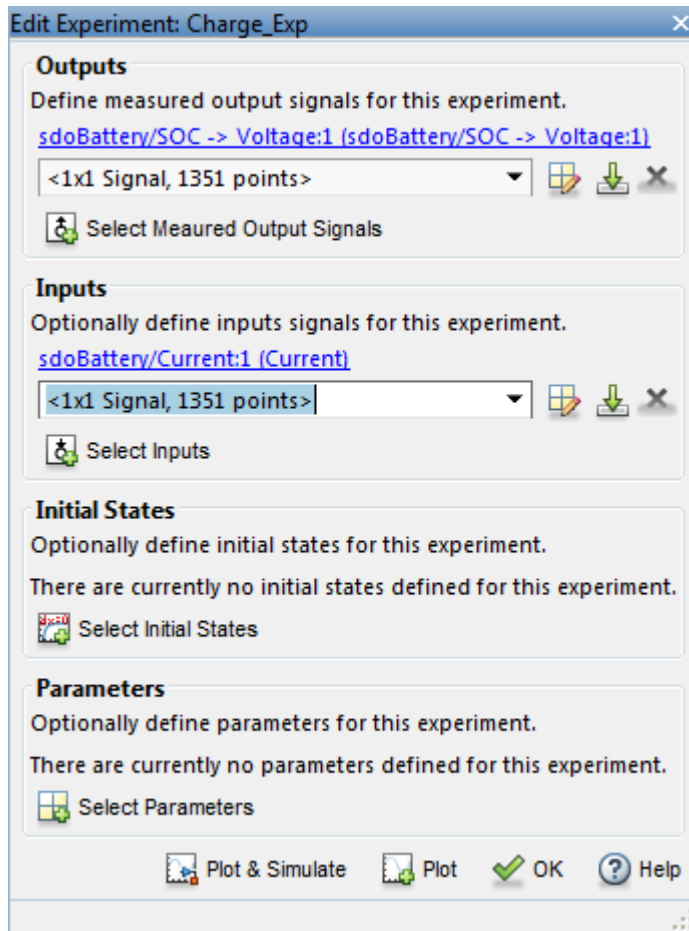 Edit Experiment: Charge_Exp
Outputs
Define measured output signals for this experiment.
sdoBattery/SOC -> Voltage:1 (sdoBattery/SOC -> Voltage:1)
<1x1 Signal, 1351 points>
Select Meaured Output Signals
Inputs
Optionally define inputs signals for this experiment.
sdoBattery/Current:1 (Current)
<1x1 Signal, 1351 points>
Select Inputs
Initial States
Optionally define initial states for this experiment.
There are currently no initial states defined for this experiment.
Select Initial States
Parameters
Optionally define parameters for this experiment.
There are currently no parameters defined for this experiment.
Select Parameters
Plot & Simulate Plot OK Help